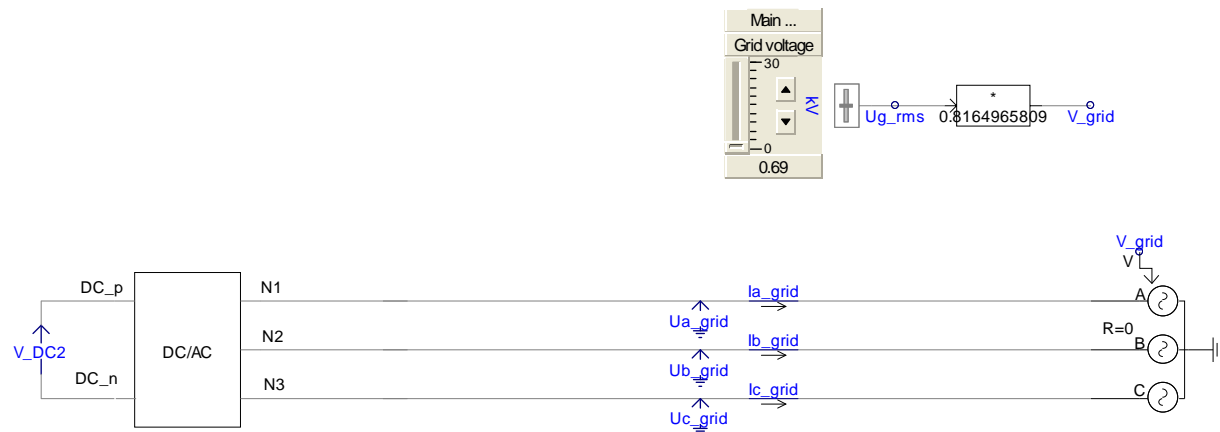 Main ...
Grid voltage
30
kV
0
0.69
Ug_rms
*
0.8164965809
V_grid
V_grid
V
DC_p
N1
Ia_grid
A
Ua_grid
R=0
V_DC2
DC/AC
N2
Ib_grid
B
Ub_grid
DC_n
N3
Ic_grid
C
Uc_grid